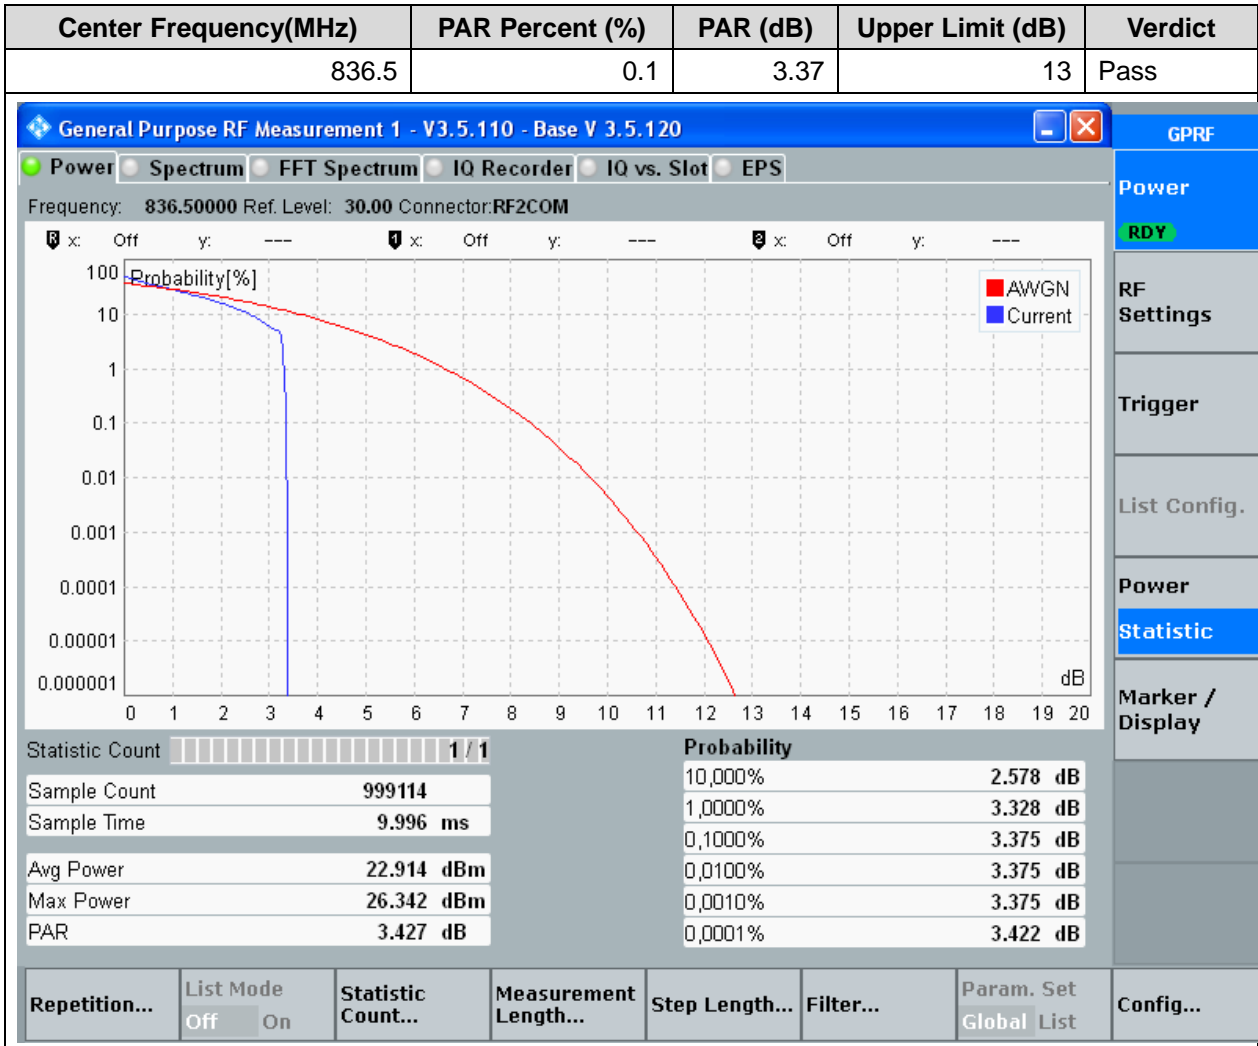 Center Frequency(MHz) PAR Percent (%) PAR (dB) Upper Limit (dB) Verdict
836.5 0.1 3.37 13 Pass
General Purpose RF Measurement 1 - V3.5.110 - Base V 3.5.120
GPRF
Power Spectrum FFT Spectrum IQ Recorder IQ vs. Slot EPS
Power
RDY
Frequency: 836.50000 Ref. Level: 30.00 Connector:RF2COM
R x: Off y: --- 1 x: Off y: --- 2 x: Off y: ---
Probability[%]
AWGN
Current
100
10
1
0.1
0.01
0.001
0.0001
0.00001
0.000001
dB
0 1 2 3 4 5 6 7 8 9 10 11 12 13 14 15 16 17 18 19 20
RF
Settings
Trigger
List Config.
Power
Statistic
Marker /
Display
Statistic Count 1 / 1
Sample Count 999114
Sample Time 9.996 ms
Avg Power 22.914 dBm
Max Power 26.342 dBm
PAR 3.427 dB
Probability
10,000% 2.578 dB
1,0000% 3.328 dB
0,1000% 3.375 dB
0,0100% 3.375 dB
0,0010% 3.375 dB
0,0001% 3.422 dB
Repetition...
List Mode
Off On
Statistic
Count...
Measurement
Length...
Step Length...
Filter...
Param. Set
Global List
Config...